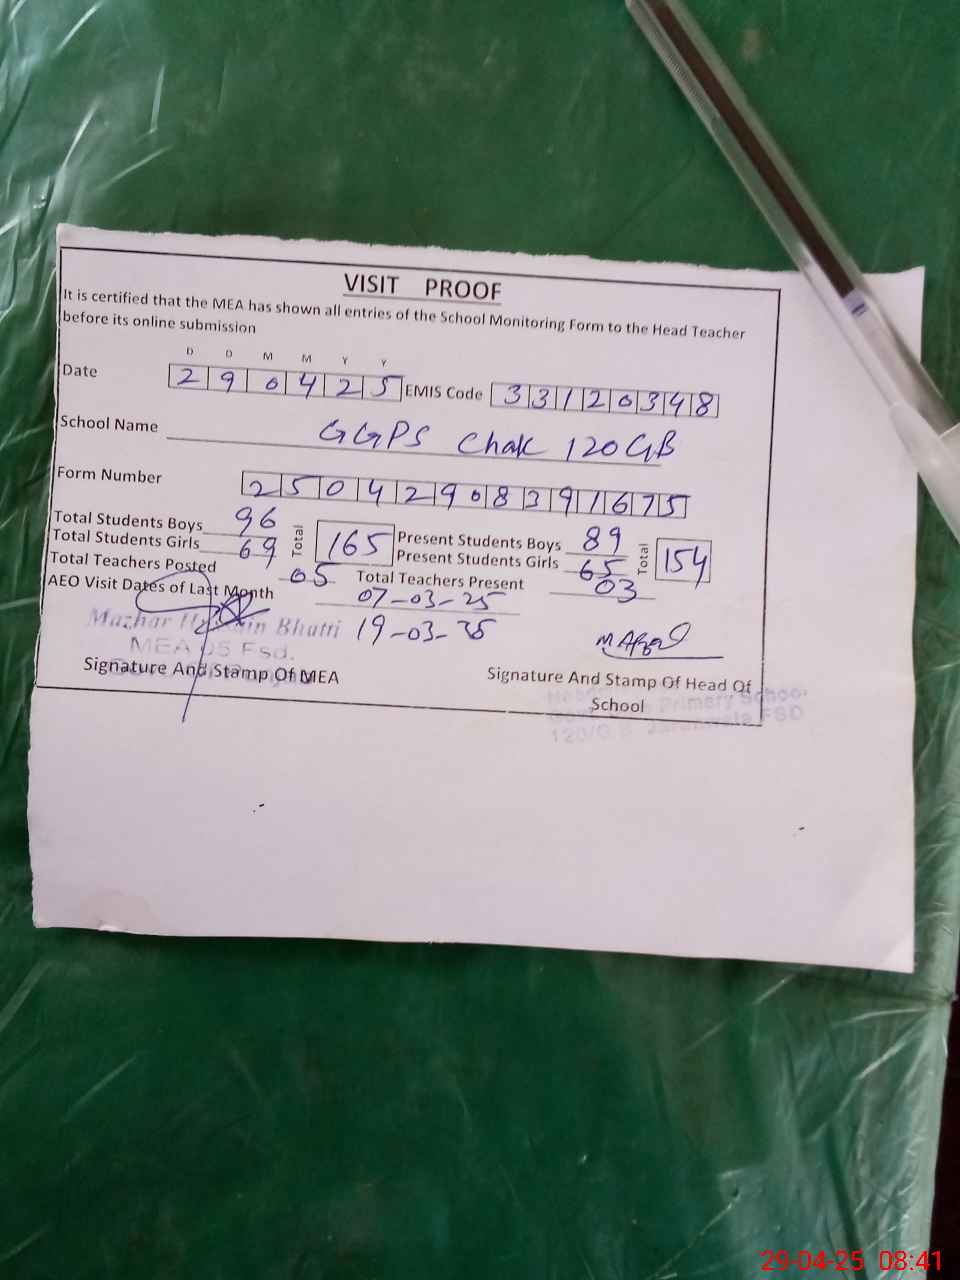 VISIT PROOF
It is certified that the MEA has shown all entries of the School Monitoring Form to the Head Teacher
before its online submission
D D M M Y Y
Date 2 9 0 4 2 5 EMIS Code 3 3 1 2 0 3 4 8
School Name GGPS Chak 120GB
Form Number 2 5 0 4 2 9 0 8 3 9 1 6 7 5
Total Students Boys 96 Total 165 Present Students Boys 89 Total 154
Total Students Girls 69 Present Students Girls 65
Total Teachers Posted 05 Total Teachers Present 03
AEO Visit Dates of Last Month 07-03-25
19-03-25
Mazhar Hussain Bhatti
MEA 05 Fsd.
Signature And Stamp Of MEA
Signature And Stamp Of Head Of
School
Primary School
FSD
29-04-25 08:41